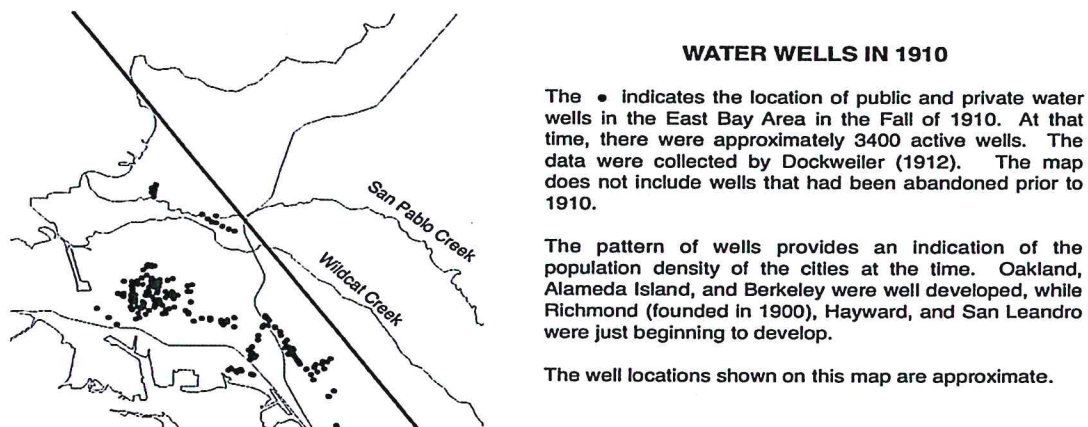 San Pablo Creek
Wildcat Creek
WATER WELLS IN 1910
The • indicates the location of public and private water
wells in the East Bay Area in the Fall of 1910. At that
time, there were approximately 3400 active wells. The
data were collected by Dockweiler (1912). The map
does not include wells that had been abandoned prior to
1910.
The pattern of wells provides an indication of the
population density of the cities at the time. Oakland,
Alameda Island, and Berkeley were well developed, while
Richmond (founded in 1900), Hayward, and San Leandro
were just beginning to develop.
The well locations shown on this map are approximate.